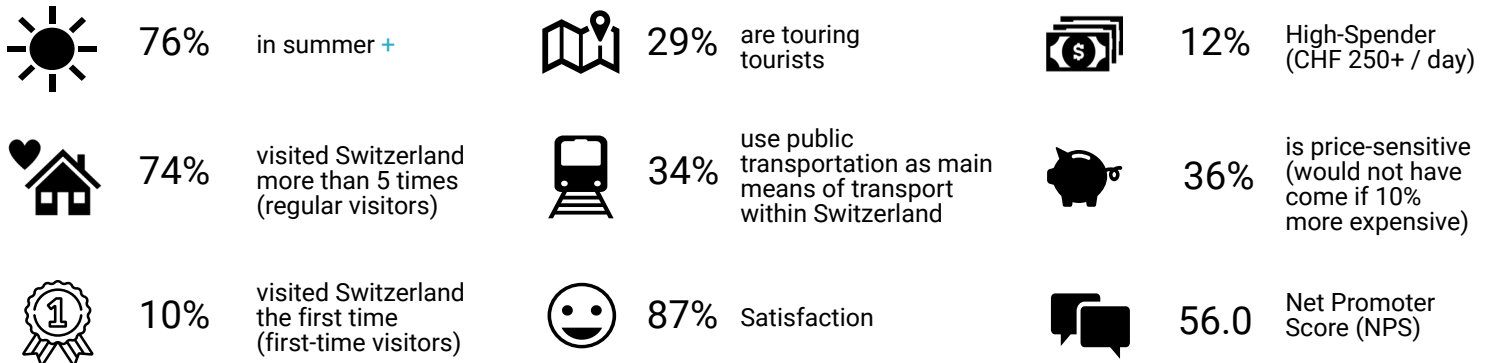 76%
in summer +
29%
are touring
tourists
12%
High-Spender
(CHF 250+ / day)
74%
visited Switzerland
more than 5 times
(regular visitors)
34%
use public
transportation as main
means of transport
within Switzerland
36%
is price-sensitive
(would not have
come if 10%
more expensive)
1
10%
visited Switzerland
the first time
(first-time visitors)
87%
Satisfaction
56.0
Net Promoter
Score (NPS)
$